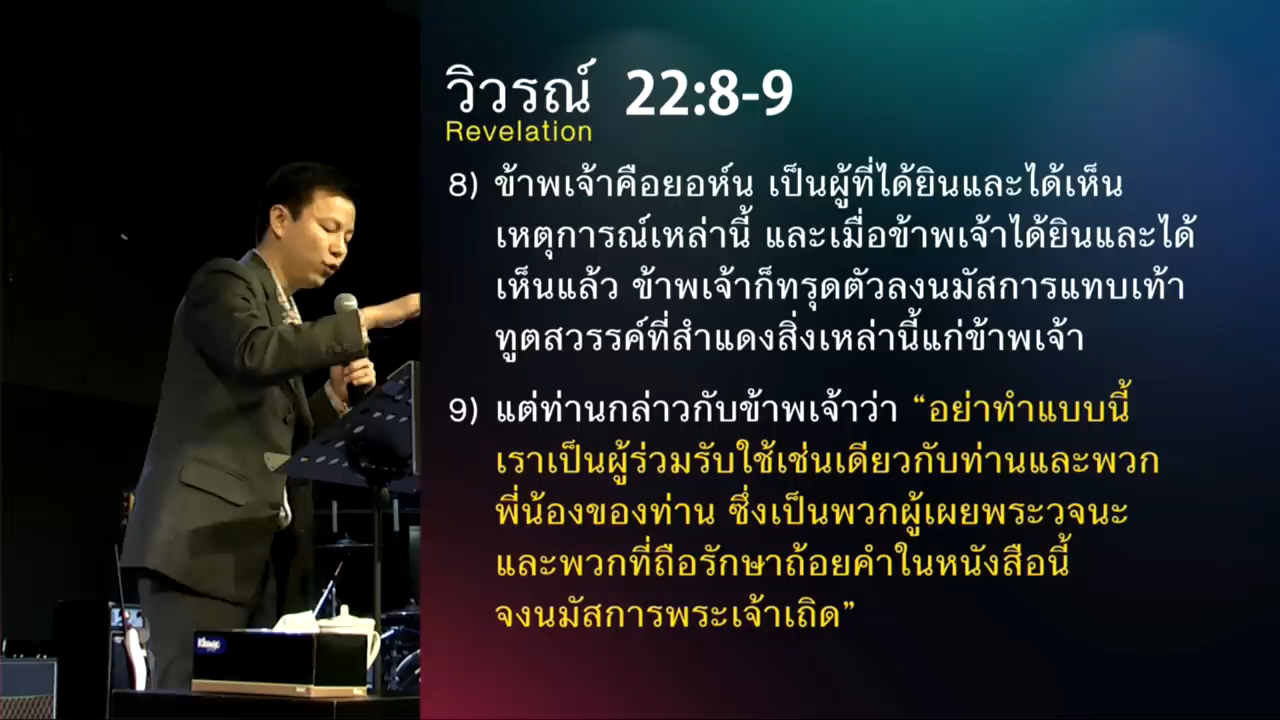 วิวรณ์ 22:8-9
Revelation
8) ข้าพเจ้าคือยอห์น เป็นผู้ที่ได้ยินและได้เห็น
เหตุการณ์เหล่านี้ และเมื่อข้าพเจ้าได้ยินและได้
เห็นแล้ว ข้าพเจ้าก็ทรุดตัวลงนมัสการแทบเท้า
ทูตสวรรค์ที่สำแดงสิ่งเหล่านี้แก่ข้าพเจ้า
9) แต่ท่านกล่าวกับข้าพเจ้าว่า “อย่าทำแบบนี้
เราเป็นผู้ร่วมรับใช้เช่นเดียวกับท่านและพวก
พี่น้องของท่าน ซึ่งเป็นพวกผู้เผยพระวจนะ
และพวกที่ถือรักษาถ้อยคำในหนังสือนี้
จงนมัสการพระเจ้าเถิด”